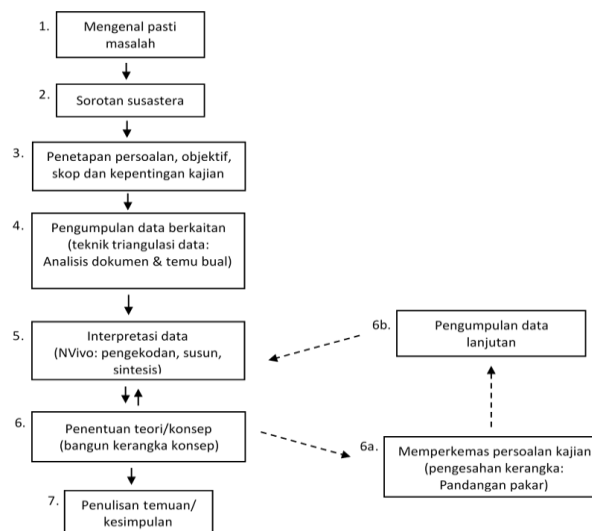 1. Mengenal pasti
masalah
2. Sorotan susastera
3. Penetapan persoalan, objektif,
skop dan kepentingan kajian
4. Pengumpulan data berkaitan
(teknik triangulasi data:
Analisis dokumen & temu bual)
5. Interpretasi data
(NVivo: pengekodan, susun,
sintesis)
6. Penentuan teori/konsep
(bangun kerangka konsep)
6a. Memperkemas persoalan kajian
(pengesahan kerangka:
Pandangan pakar)
6b. Pengumpulan data
lanjutan
7. Penulisan temuan/
kesimpulan